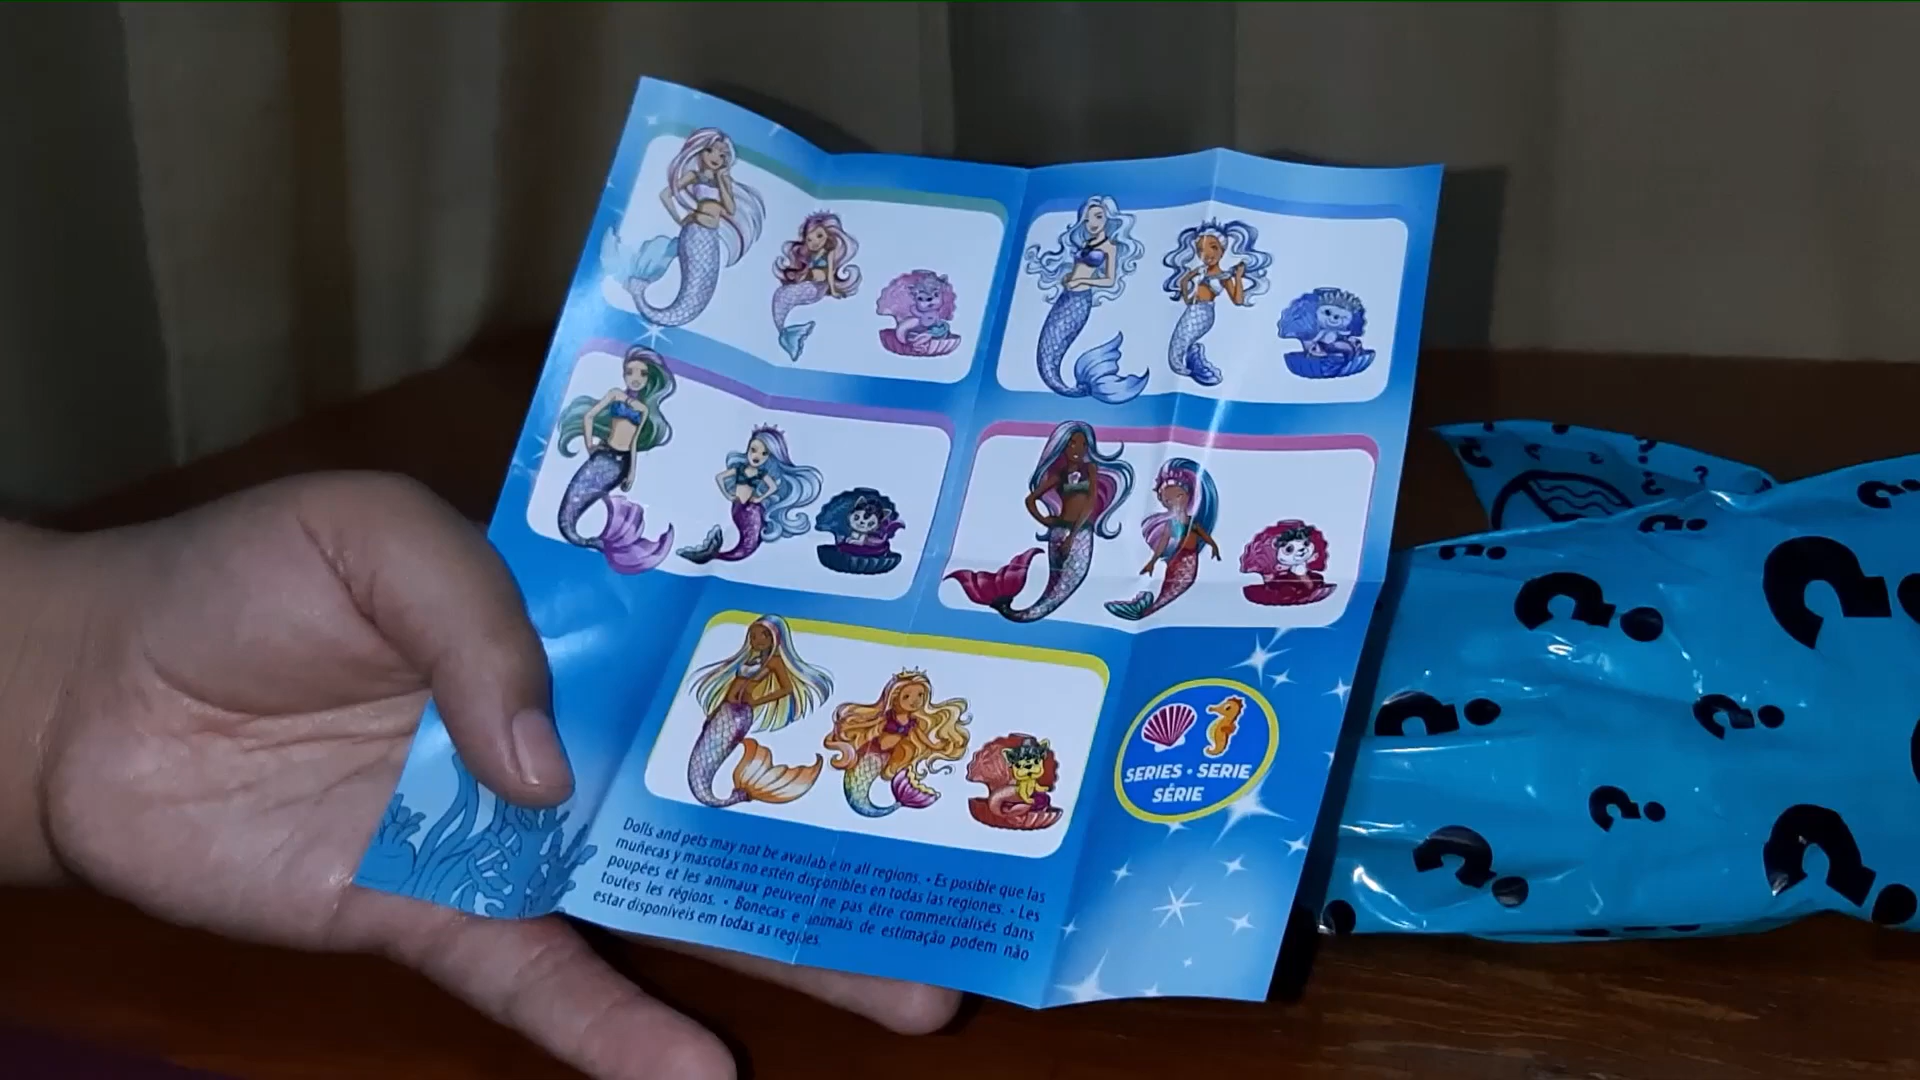 SERIES • SERIE
SÉRIE
Dolls and pets may not be available in all regions. • Es posible que las
muñecas y mascotas no estén disponibles en todas las regiones. • Les
poupées et les animaux peuvent ne pas être commercialisés dans
toutes les régions. • Bonecas e animais de estimação podem não
estar disponíveis em todas as regiões.